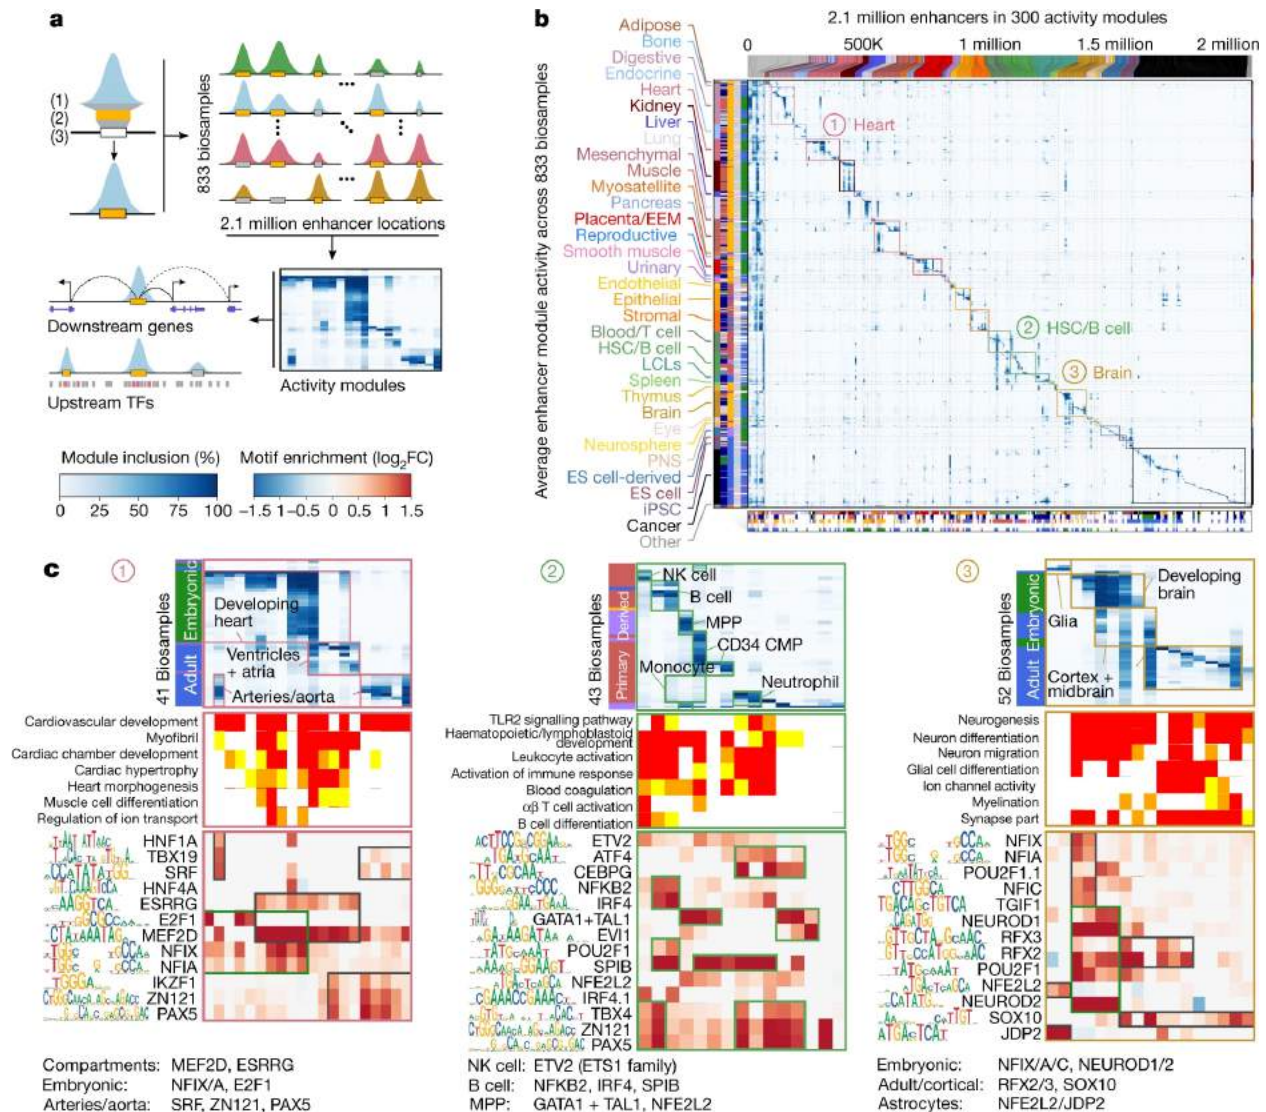 a
(1)
(2)
(3)
833 biosamples
2.1 million enhancer locations
Downstream genes
Upstream TFs
Activity modules
Module inclusion (%)
0 25 50 75 100
Motif enrichment (log2FC)
−1.5 1 −0.5 0 0.5 1.0 1.5
b
2.1 million enhancers in 300 activity modules
0 500K 1 million 1.5 million 2 million
Average enhancer module activity across 833 biosamples
Adipose
Bone
Digestive
Endocrine
Heart
Kidney
Liver
Lung
Mesenchymal
Muscle
Myosatellite
Pancreas
Placenta/EEM
Reproductive
Smooth muscle
Urinary
Endothelial
Epithelial
Stromal
Blood/T cell
HSC/B cell
LCLs
Spleen
Thymus
Brain
Eye
Neurosphere
PNS
ES cell-derived
ES cell
iPSC
Cancer
Other
1 Heart
2 HSC/B cell
3 Brain
c
1
41 Biosamples
Embryonic
Adult
Developing
heart
Ventricles
+ atria
Arteries/aorta
Cardiovascular development
Myofibril
Cardiac chamber development
Cardiac hypertrophy
Heart morphogenesis
Muscle cell differentiation
Regulation of ion transport
HNF1A
TBX19
SRF
HNF4A
ESRRG
E2F1
MEF2D
NFIX
NFIA
IKZF1
ZN121
PAX5
Compartments: MEF2D, ESRRG
Embryonic: NFIX/A, E2F1
Arteries/aorta: SRF, ZN121, PAX5
2
43 Biosamples
Derived
Primary
NK cell
B cell
MPP
CD34 CMP
Monocyte
Neutrophil
TLR2 signalling pathway
Haematopoietic/lymphoblastoid
development
Leukocyte activation
Activation of immune response
Blood coagulation
αβ T cell activation
B cell differentiation
ETV2
ATF4
CEBPG
NFKB2
IRF4
GATA1+TAL1
EVI1
POU2F1
SPIB
NFE2L2
IRF4.1
TBX4
ZN121
PAX5
NK cell: ETV2 (ETS1 family)
B cell: NFKB2, IRF4, SPIB
MPP: GATA1 + TAL1, NFE2L2
3
52 Biosamples
Embryonic
Adult
Developing
brain
Glia
Cortex +
midbrain
Neurogenesis
Neuron differentiation
Neuron migration
Glial cell differentiation
Ion channel activity
Myelination
Synapse part
NFIX
NFIA
POU2F1.1
NFIC
TGIF1
NEUROD1
RFX3
RFX2
POU2F1
NFE2L2
NEUROD2
SOX10
JDP2
Embryonic: NFIX/A/C, NEUROD1/2
Adult/cortical: RFX2/3, SOX10
Astrocytes: NFE2L2/JDP2